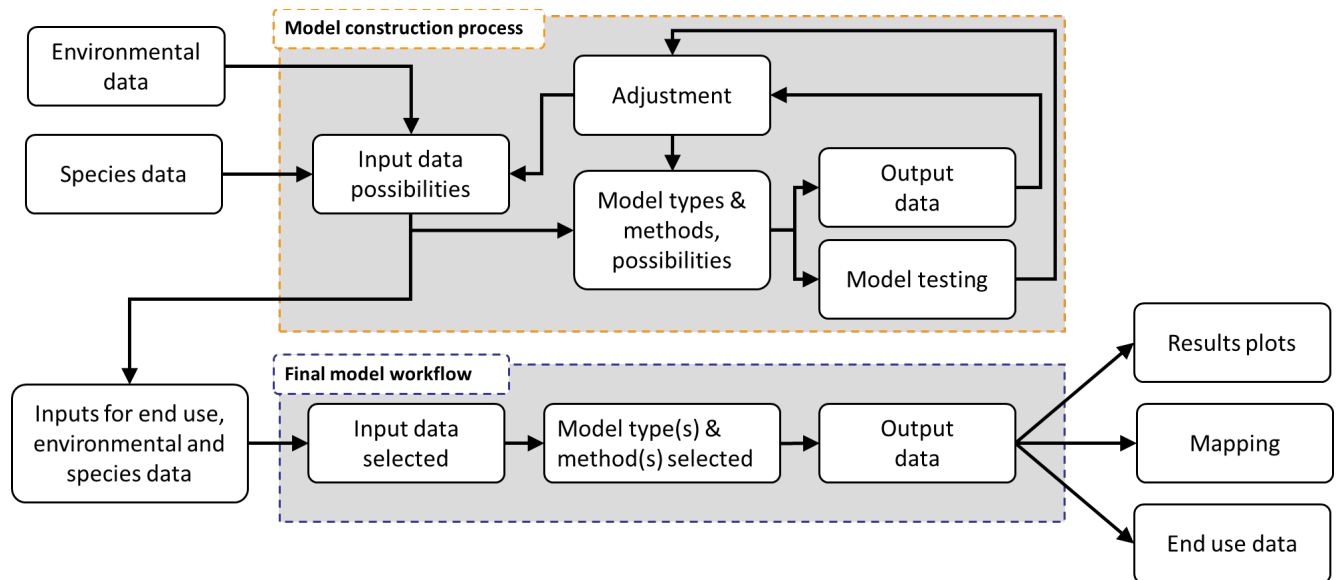 Model construction process
Environmental
data
Species data
Input data
possibilities
Adjustment
Model types &
methods,
possibilities
Output
data
Model testing
Final model workflow
Inputs for end use,
environmental and
species data
Input data
selected
Model type(s) &
method(s) selected
Output
data
Results plots
Mapping
End use data